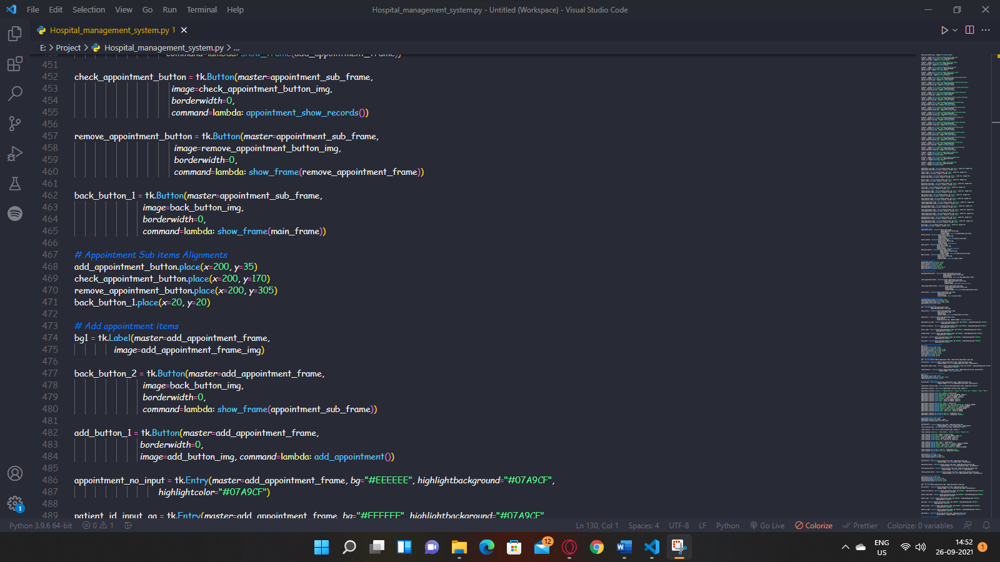 File Edit Selection View Go Run Terminal Help
Hospital_management_system.py - Untitled (Workspace) - Visual Studio Code
Hospital_management_system.py 1
E: > Project > Hospital_management_system.py > ...
450 command=lambda: show_frame(add_appointment_frame))
451
452 check_appointment_button = tk.Button(master=appointment_sub_frame,
453 image=check_appointment_button_img,
454 borderwidth=0,
455 command=lambda: appointment_show_records())
456
457 remove_appointment_button = tk.Button(master=appointment_sub_frame,
458 image=remove_appointment_button_img,
459 borderwidth=0,
460 command=lambda: show_frame(remove_appointment_frame))
461
462 back_button_1 = tk.Button(master=appointment_sub_frame,
463 image=back_button_img,
464 borderwidth=0,
465 command=lambda: show_frame(main_frame))
466
467 # Appointment Sub items Alignments
468 add_appointment_button.place(x=200, y=35)
469 check_appointment_button.place(x=200, y=170)
470 remove_appointment_button.place(x=200, y=305)
471 back_button_1.place(x=20, y=20)
472
473 # Add appointment items
474 bg1 = tk.Label(master=add_appointment_frame,
475 image=add_appointment_frame_img)
476
477 back_button_2 = tk.Button(master=add_appointment_frame,
478 image=back_button_img,
479 borderwidth=0,
480 command=lambda: show_frame(appointment_sub_frame))
481
482 add_button_1 = tk.Button(master=add_appointment_frame,
483 borderwidth=0,
484 image=add_button_img, command=lambda: add_appointment())
485
486 appointment_no_input = tk.Entry(master=add_appointment_frame, bg="#EEEEEE", highlightbackground="#07A9CF",
487 highlightcolor="#07A9CF")
488
489 patient_id_input_aa = tk.Entry(master=add_appointment_frame, bg="#EEEEEE", highlightbackground="#07A9CF",
1
Python 3.9.6 64-bit 0 1 Ln 130, Col 1 Spaces: 4 UTF-8 LF Python Go Live Colorize Prettier Colorize: 0 variables
12
ENG
US
14:52
26-09-2021
1